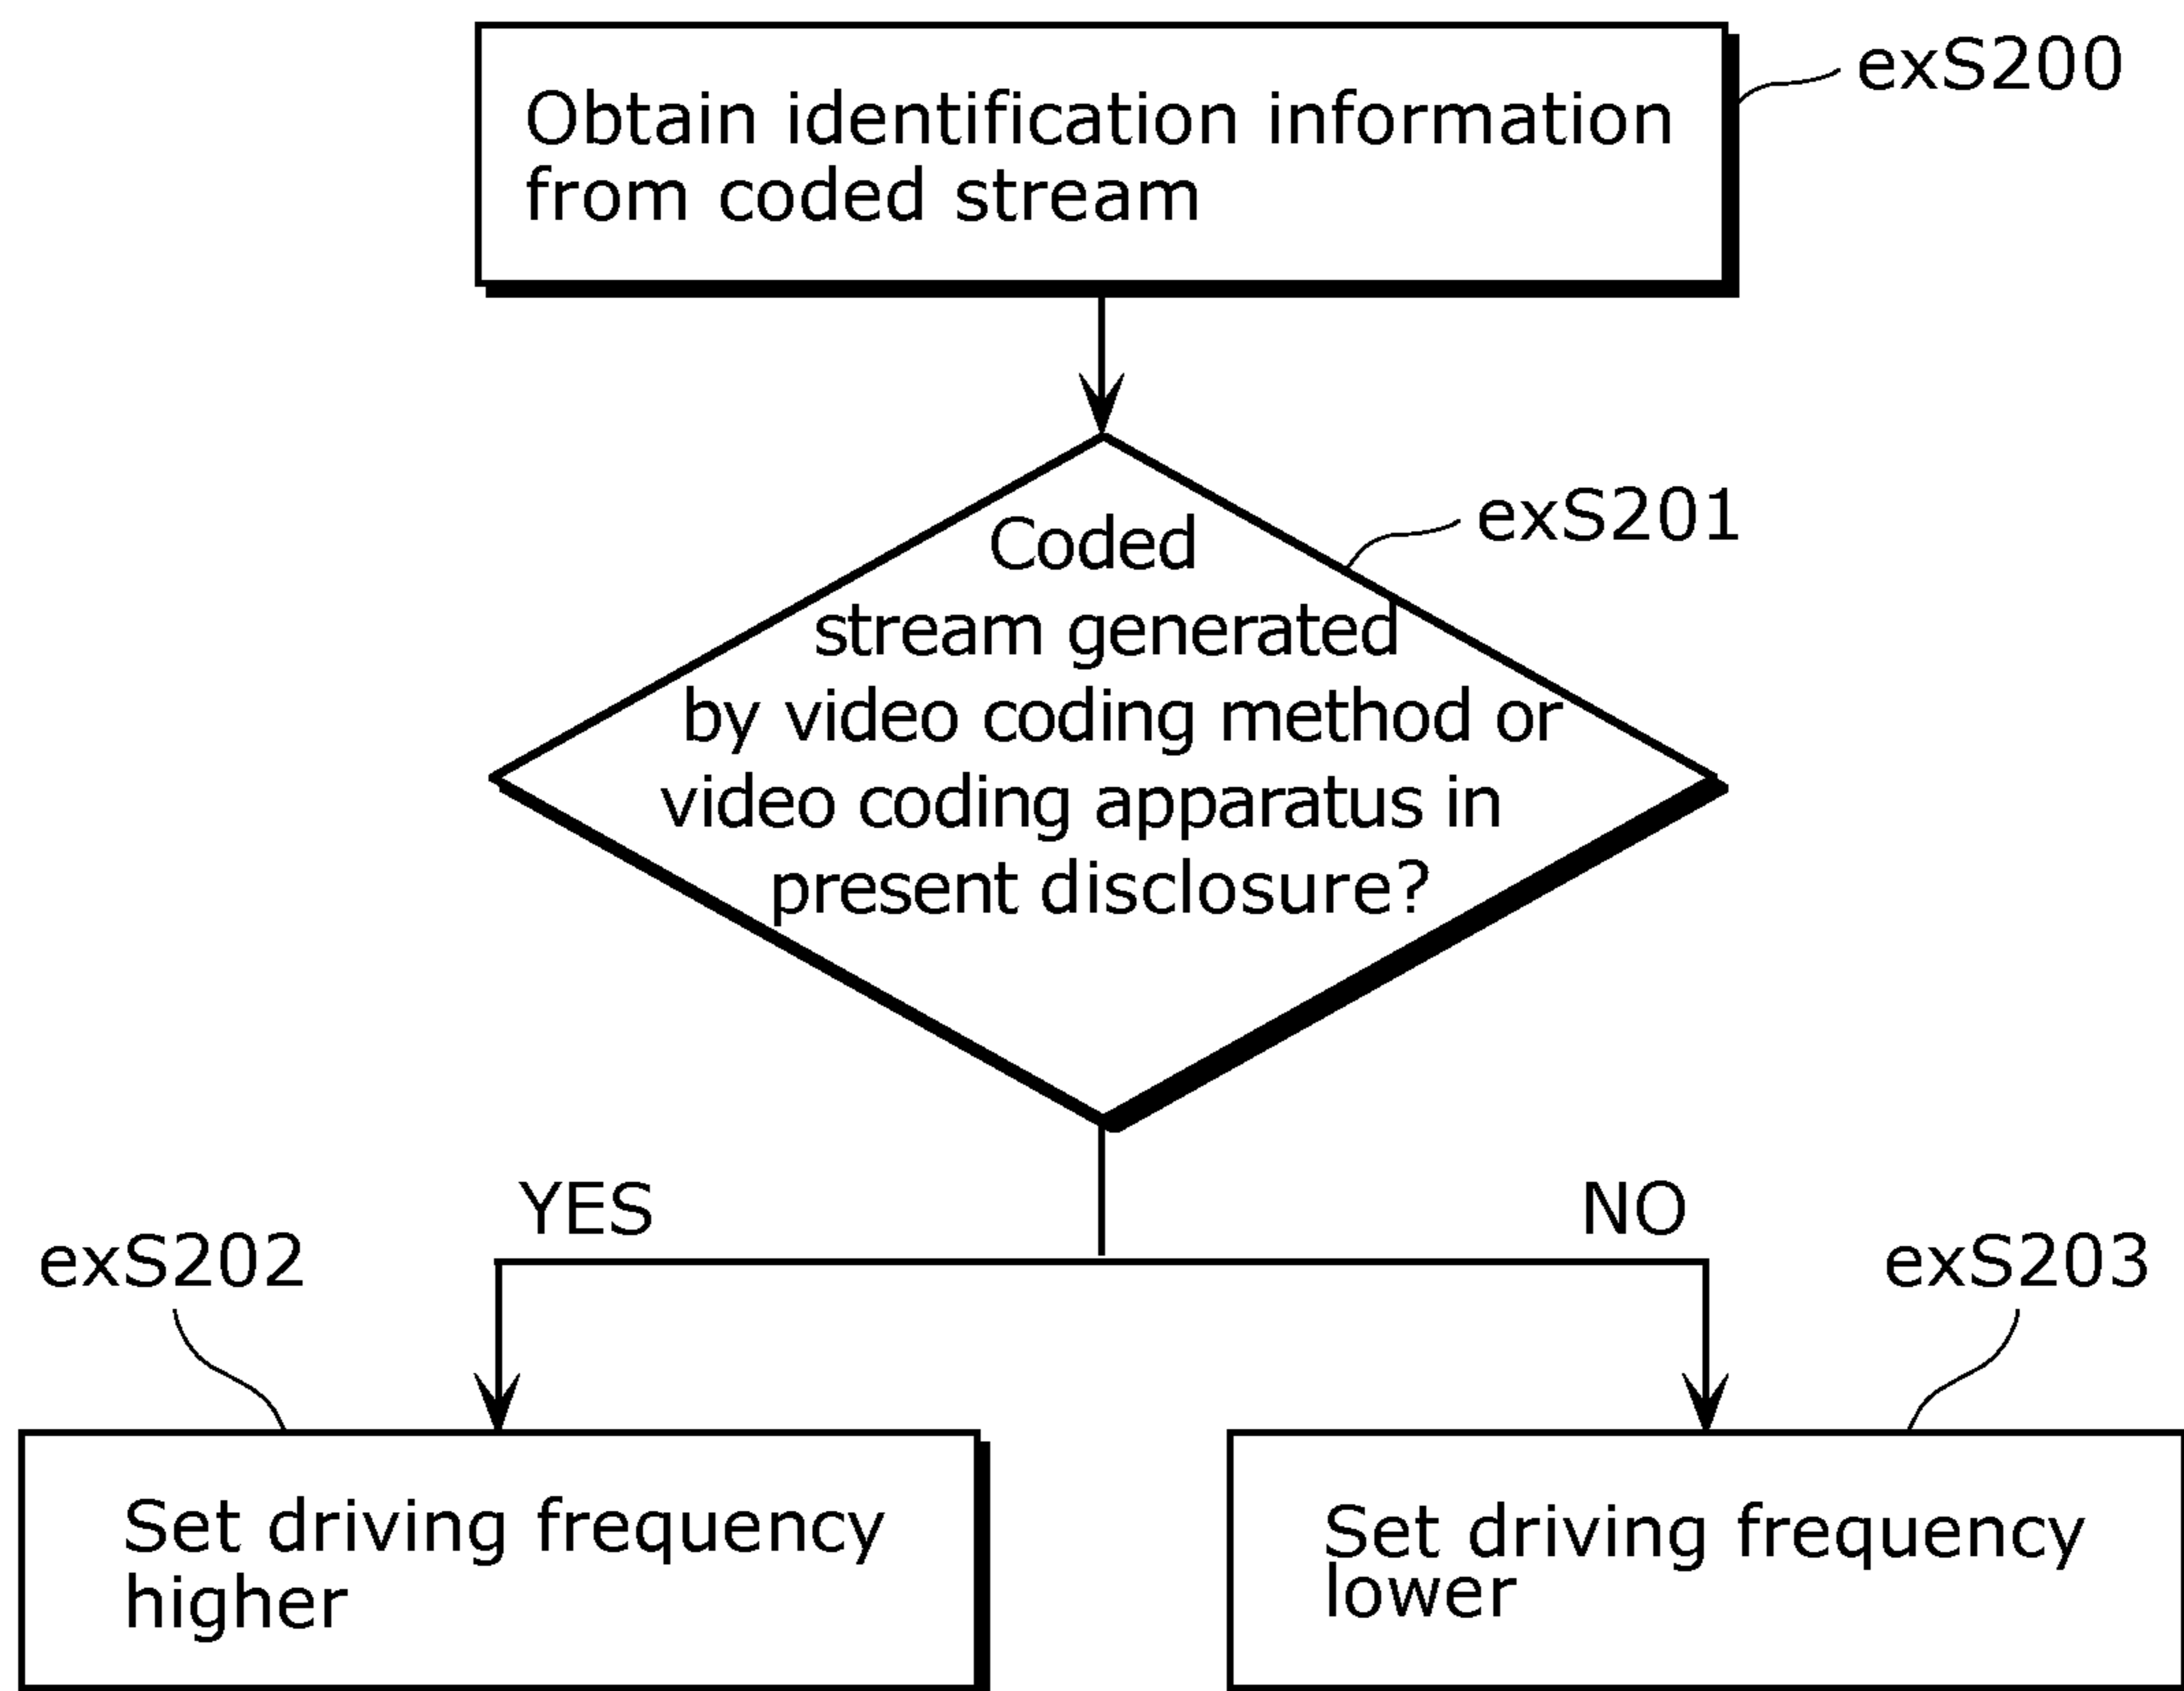 Obtain identification information
from coded stream
exS200
Coded
stream generated
by video coding method or
video coding apparatus in
present disclosure?
exS201
YES
NO
exS202
exS203
Set driving frequency
higher
Set driving frequency
lower